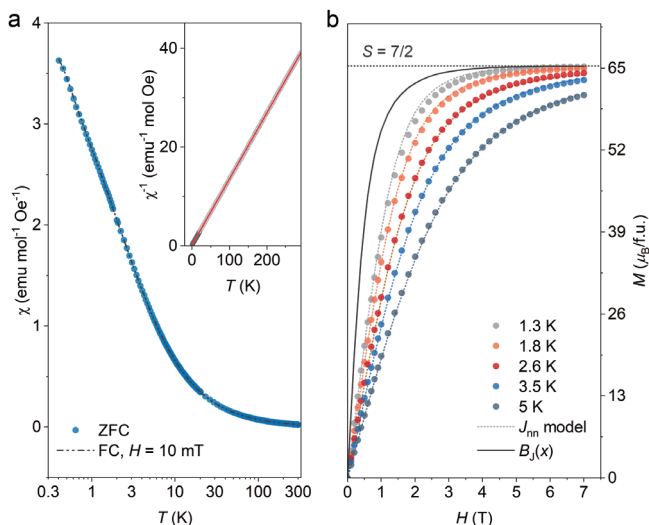 a
χ (emu mol⁻¹ Oe⁻¹)
4
3
2
1
0
0.3
1
10
100
300
T (K)
ZFC
FC, H = 10 mT
χ⁻¹ (emu⁻¹ mol Oe)
40
20
0
0
100
200
T (K)
b
S = 7/2
65
52
39
26
13
0
M (μB/f.u.)
1.3 K
1.8 K
2.6 K
3.5 K
5 K
Jnn model
BJ(x)
0
1
2
3
4
5
6
7
H (T)